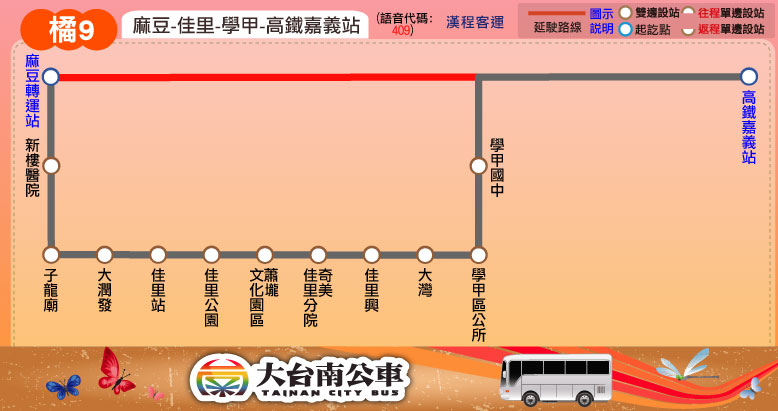 橘9
麻豆-佳里-學甲-高鐵嘉義站
(語音代碼：
409)
漢程客運
延駛路線
圖示
說明
雙邊設站
起訖點
往程單邊設站
返程單邊設站
麻豆轉運站
新樓醫院
子龍廟
大潤發
佳里站
佳里公園
蕭壠
文化園區
奇美
佳里分院
佳里興
大灣
學甲區公所
學甲國中
高鐵嘉義站
大台南公車
TAINAN CITY BUS